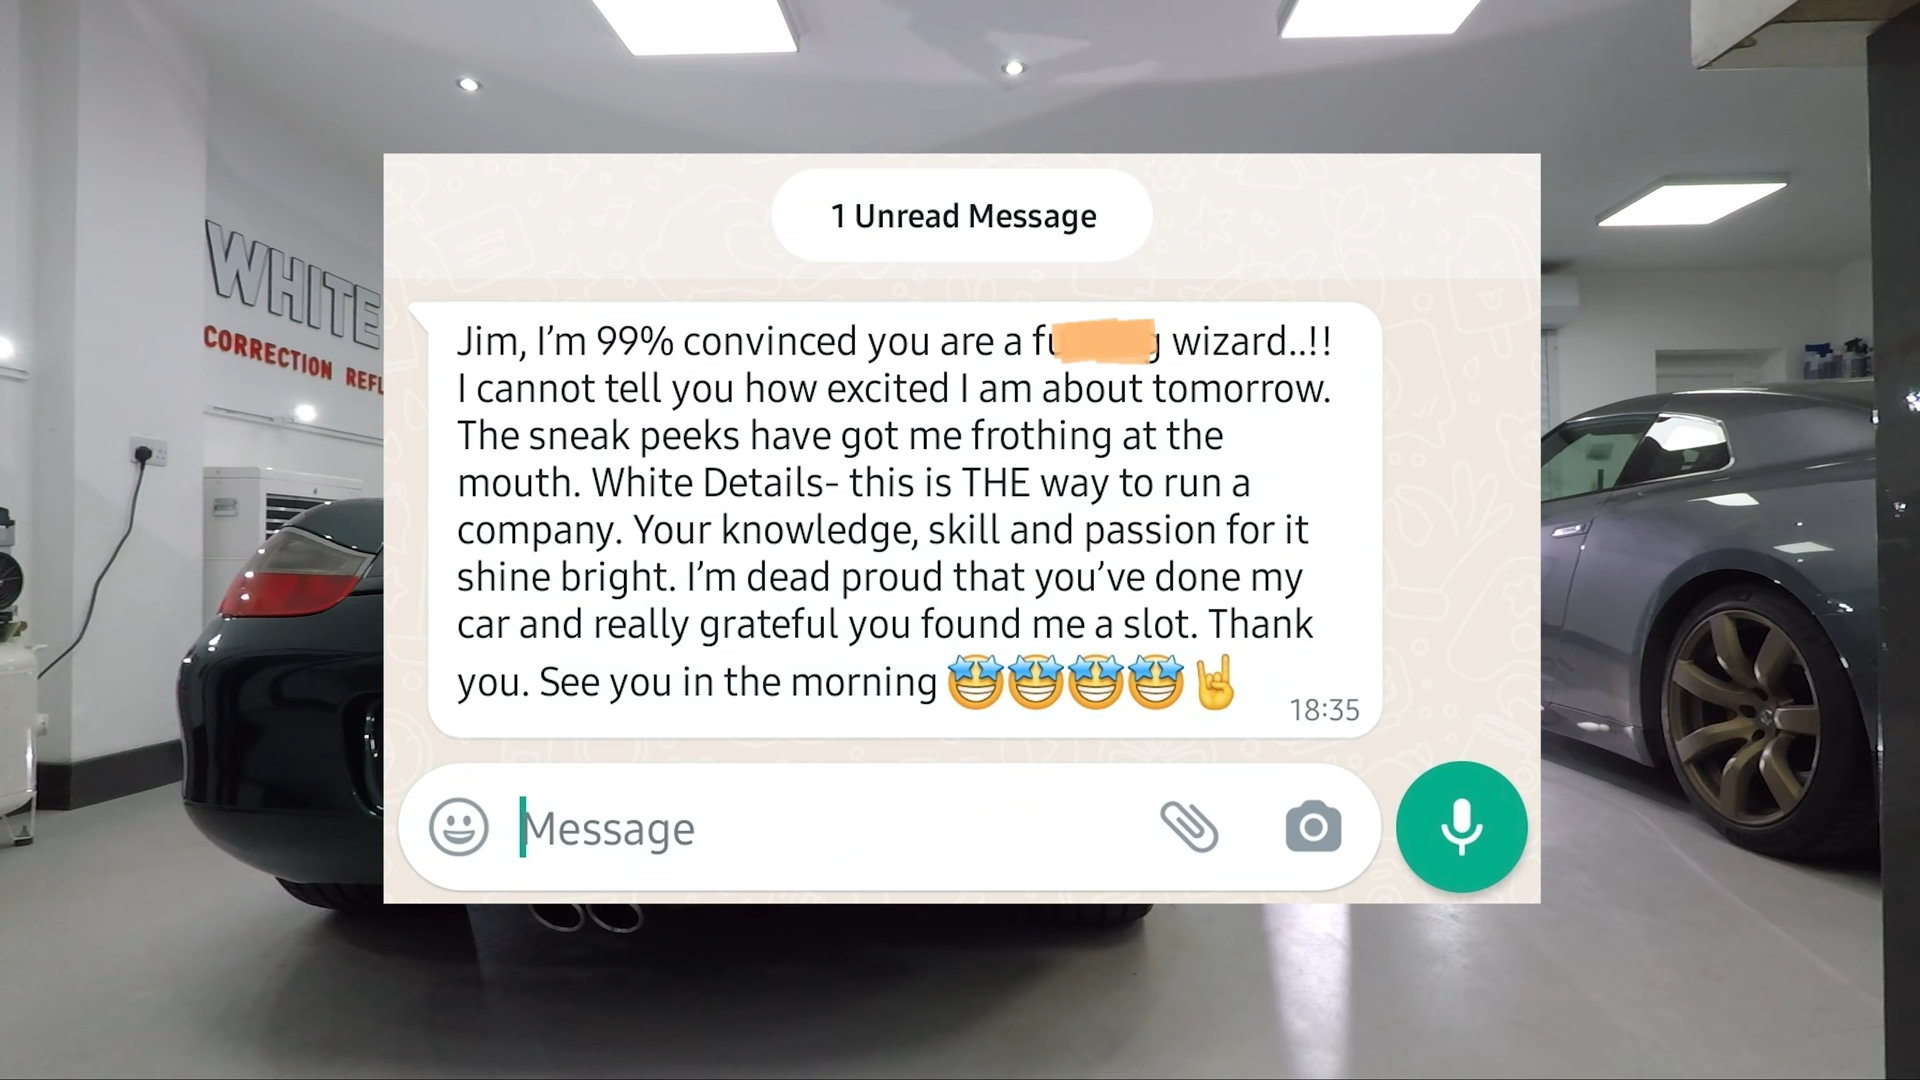 WHITE
CORRECTION REFL
1 Unread Message
Jim, I'm 99% convinced you are a wizard..!!
I cannot tell you how excited I am about tomorrow.
The sneak peeks have got me frothing at the
mouth. White Details- this is THE way to run a
company. Your knowledge, skill and passion for it
shine bright. I'm dead proud that you've done my
car and really grateful you found me a slot. Thank
you. See you in the morning 🤩🤩🤩🤩🤘
18:35
Message